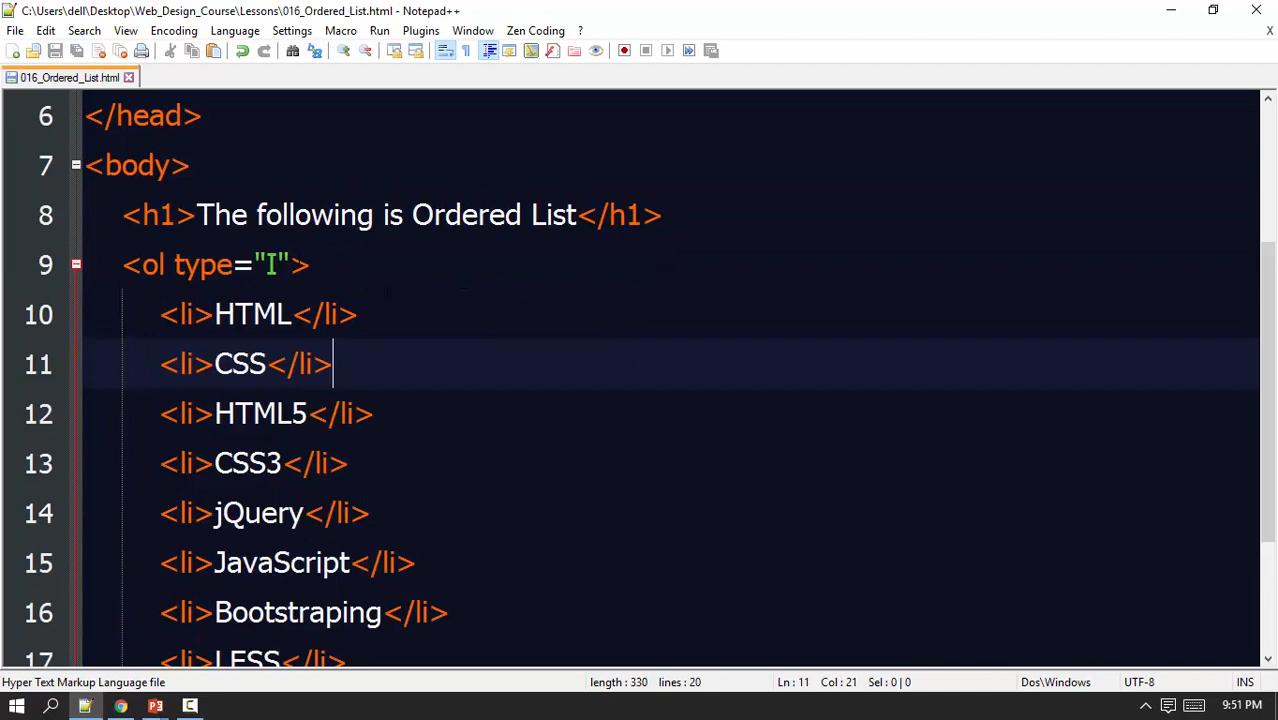 C:\Users\dell\Desktop\Web_Design_Course\Lessons\016_Ordered_List.html - Notepad++
File Edit Search View Encoding Language Settings Macro Run Plugins Window Zen Coding ? X
016_Ordered_List.html
6 </head>
7 <body>
8 <h1>The following is Ordered List</h1>
9 <ol type="I">
10 <li>HTML</li>
11 <li>CSS</li>
12 <li>HTML5</li>
13 <li>CSS3</li>
14 <li>jQuery</li>
15 <li>JavaScript</li>
16 <li>Bootstraping</li>
17 <li>LESS</li>
Hyper Text Markup Language file length : 330 lines : 20 Ln : 11 Col : 21 Sel : 0 | 0 Dos\Windows UTF-8 INS
9:51 PM